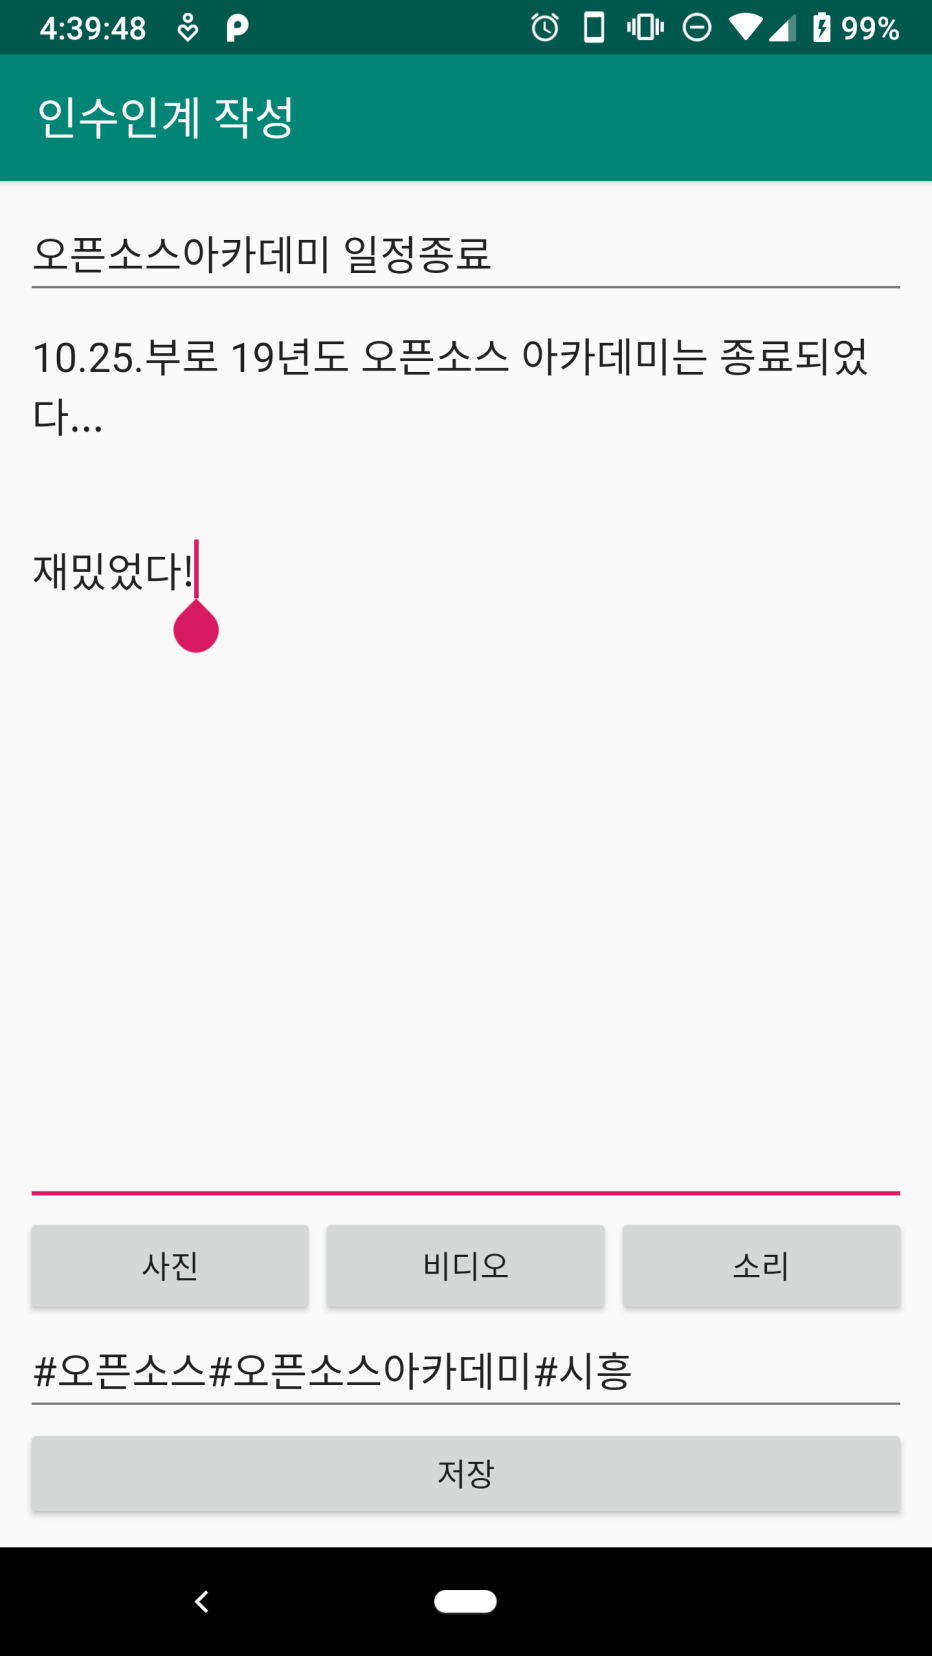 4:39:48 99%
인수인계 작성
오픈소스아카데미 일정종료
10.25.부로 19년도 오픈소스 아카데미는 종료되었
다...
재밌었다!
사진 비디오 소리
#오픈소스#오픈소스아카데미#시흥
저장